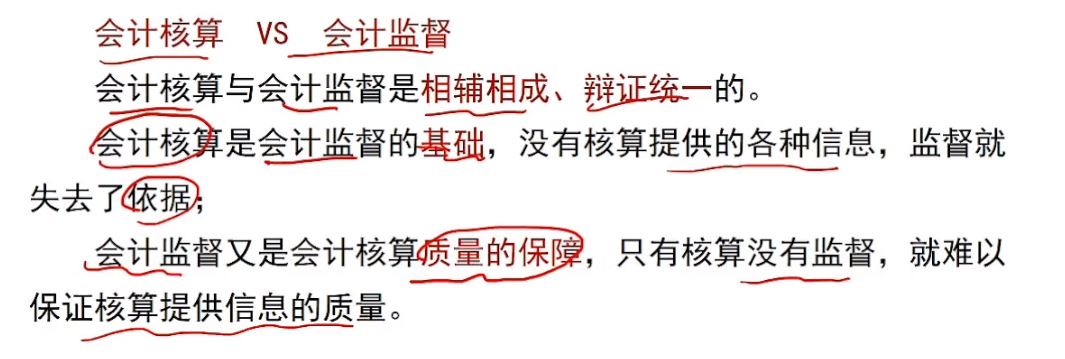 会计核算 VS 会计监督
会计核算与会计监督是相辅相成、辩证统一的。
会计核算是会计监督的基础，没有核算提供的各种信息，监督就
失去了依据；
会计监督又是会计核算质量的保障，只有核算没有监督，就难以
保证核算提供信息的质量。